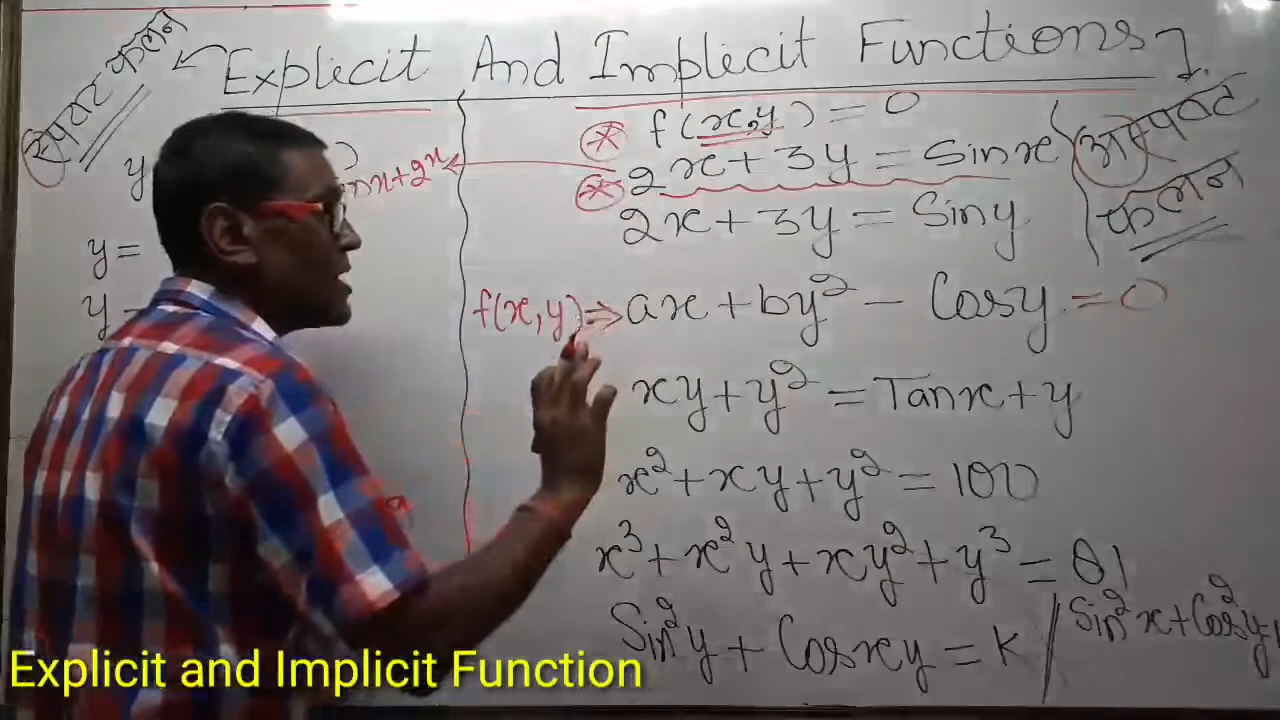 स्पष्ट फलन
Explicit And Implicit Functions
f(x,y) = 0
2x+3y = Sinx
अस्पष्ट फलन
2x+3y = Siny
y =
y
f(x,y) ⇒ ax+by² - Cosy = 0
xy+y² = Tanx+y
x²+xy+y² = 100
x³+x²y+xy²+y³ = 81
Sin²y + Cosxy = K
Sin²x+Cos²y
Explicit and Implicit Function